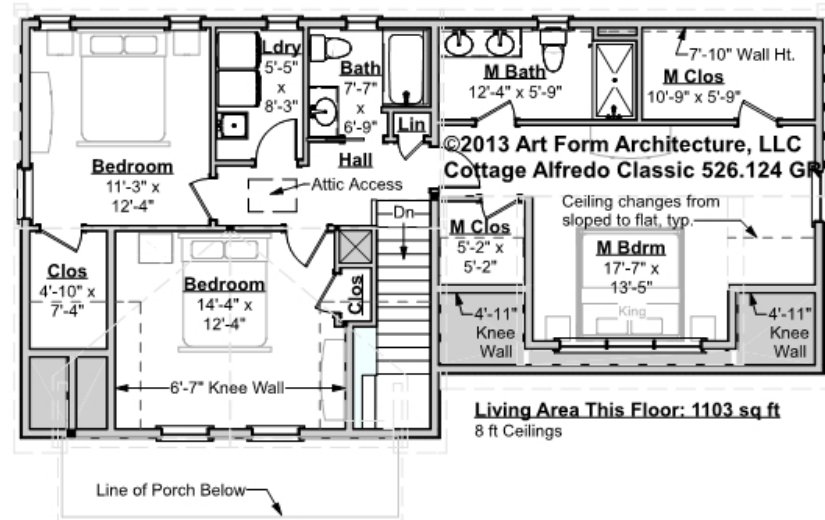 Ldry
5'-5"
x
8'-3"
Bath
7'-7"
x
6'-9"
M Bath
12'-4" x 5'-9"
7'-10" Wall Ht.
M Clos
10'-9" x 5'-9"
Lin
Hall
Bedroom
11'-3" x
12'-4"
Attic Access
©2013 Art Form Architecture, LLC
Cottage Alfredo Classic 526.124 GR
Ceiling changes from
sloped to flat, typ.
Dn
M Clos
5'-2" x
5'-2"
M Bdrm
17'-7" x
13'-5"
King
Clos
4'-10" x
7'-4"
Bedroom
14'-4" x
12'-4"
Clos
4'-11"
Knee
Wall
4'-11"
Knee
Wall
6'-7" Knee Wall
Living Area This Floor: 1103 sq ft
8 ft Ceilings
Line of Porch Below